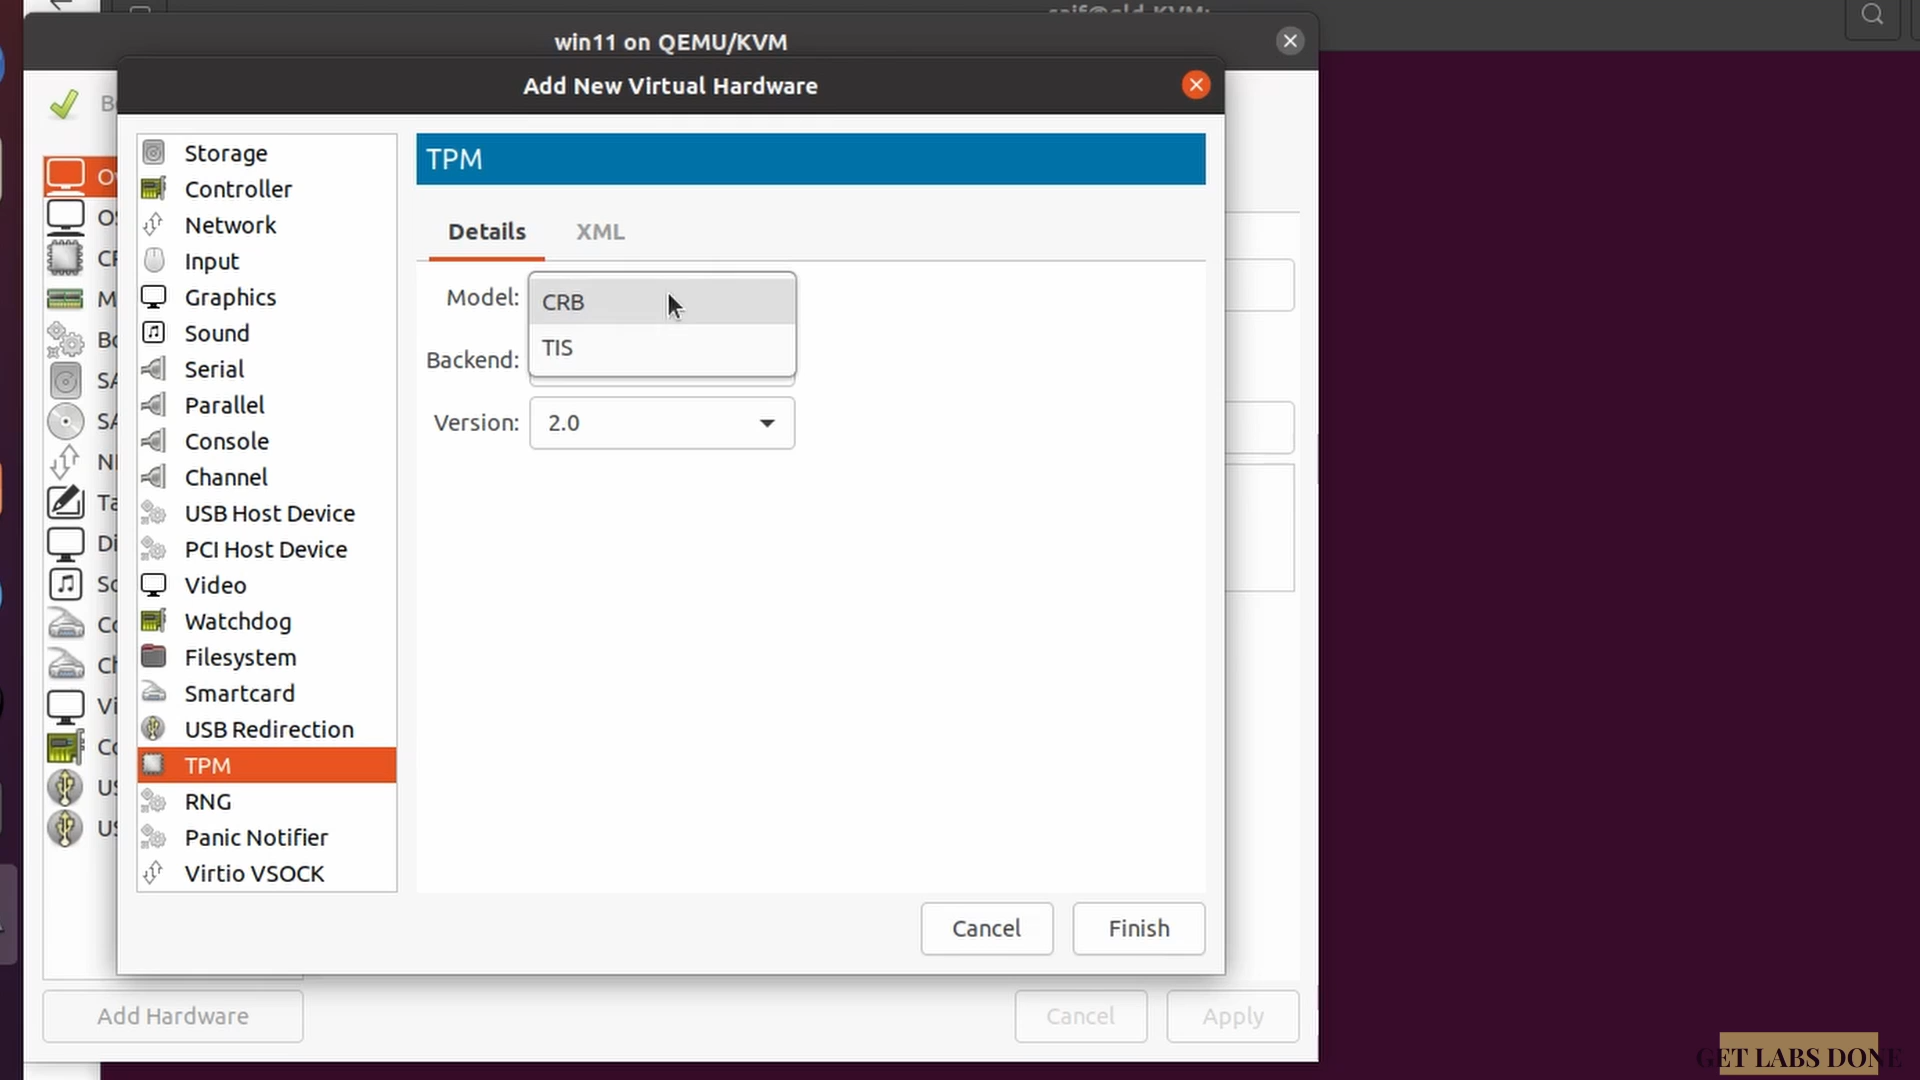 win11 on QEMU/KVM
Add New Virtual Hardware
Storage
Controller
Network
Input
Graphics
Sound
Serial
Parallel
Console
Channel
USB Host Device
PCI Host Device
Video
Watchdog
Filesystem
Smartcard
USB Redirection
TPM
RNG
Panic Notifier
Virtio VSOCK
TPM
Details XML
Model: CRB
TIS
Backend:
Version: 2.0
Cancel Finish
Add Hardware Cancel Apply
GET LABS DONE